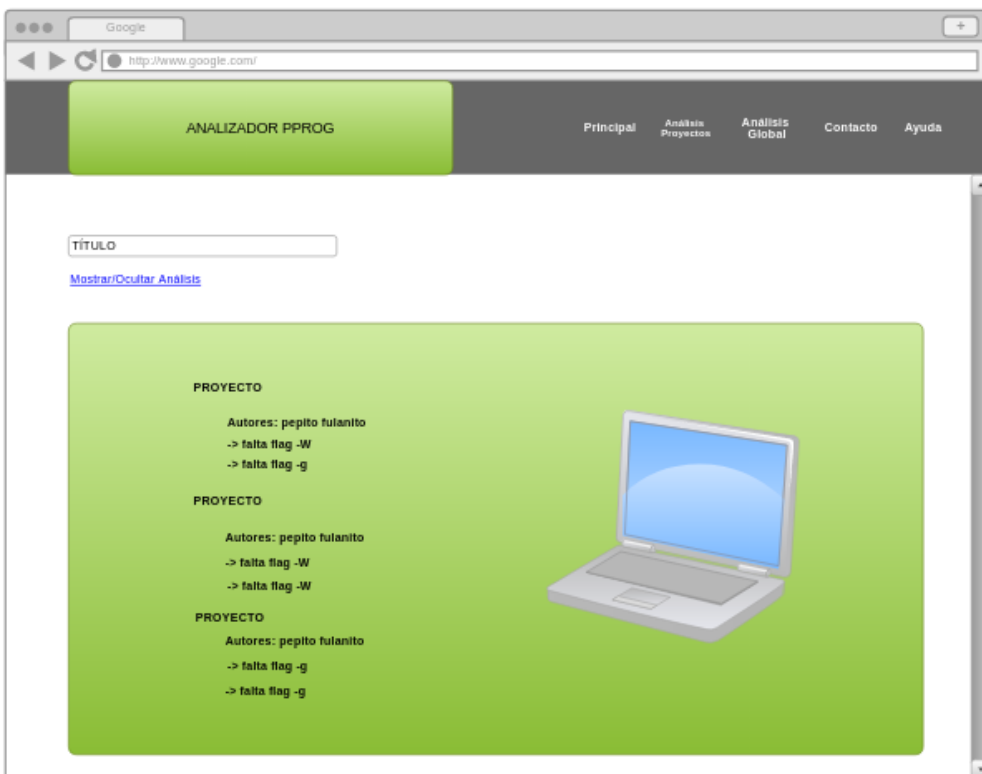 Google
+
http://www.google.com/
ANALIZADOR PPROG
Principal
Análisis
Proyectos
Análisis
Global
Contacto
Ayuda
TÍTULO
Mostrar/Ocultar Análisis
PROYECTO
Autores: pepito fulanito
-> falta flag -W
-> falta flag -g
PROYECTO
Autores: pepito fulanito
-> falta flag -W
-> falta flag -W
PROYECTO
Autores: pepito fulanito
-> falta flag -g
-> falta flag -g